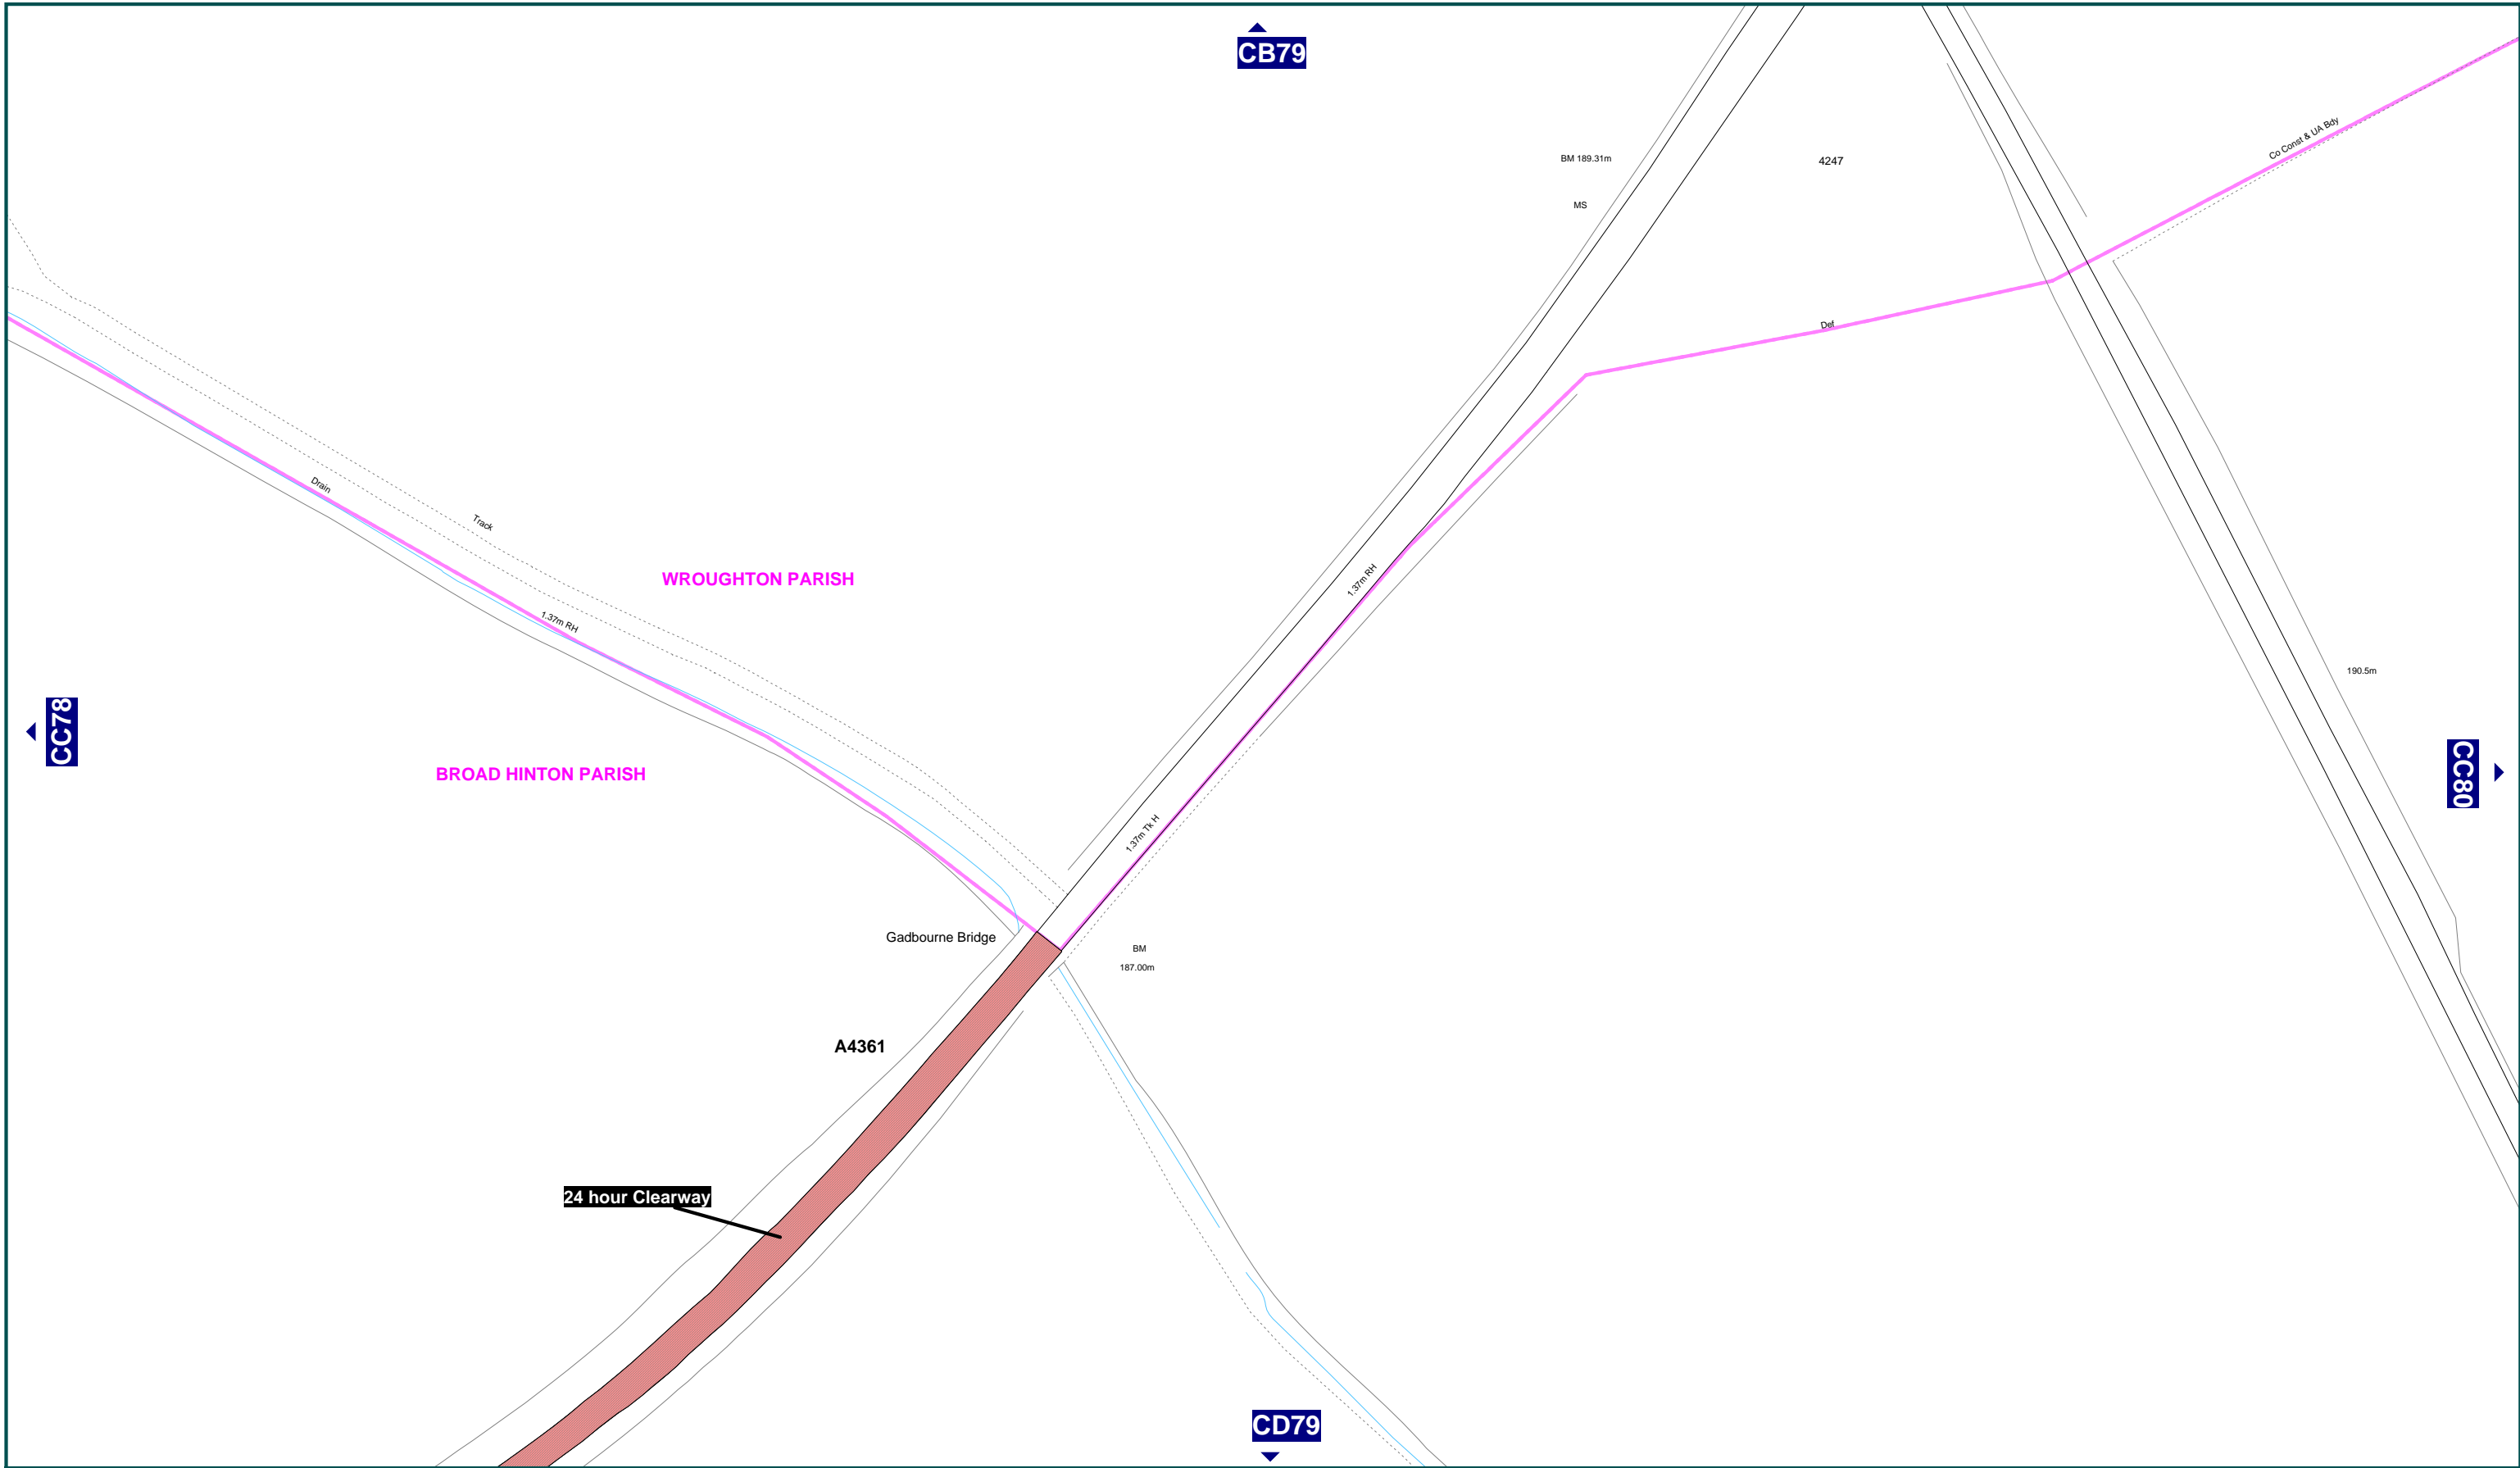 CB79
BM 189.31m
4247
Co Const & UA Bdy
MS
Def
Drain
Track
WROUGHTON PARISH
1.37m RH
1.37m RH
190.5m
CC78
BROAD HINTON PARISH
CC80
1.37m Tk H
Gadbourne Bridge
BM
187.00m
A4361
24 hour Clearway
CD79